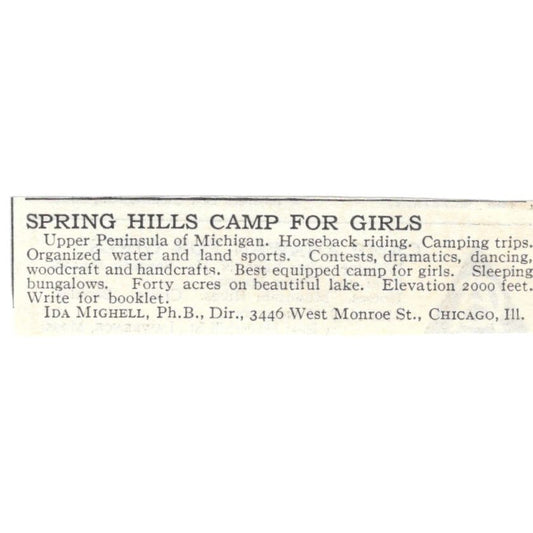 SPRING HILLS CAMP FOR GIRLS
Upper Peninsula of Michigan. Horseback riding. Camping trips.
Organized water and land sports. Contests, dramatics, dancing,
woodcraft and handcrafts. Best equipped camp for girls. Sleeping
bungalows. Forty acres on beautiful lake. Elevation 2000 feet.
Write for booklet.
IDA MIGHELL, Ph.B., Dir., 3446 West Monroe St., CHICAGO, Ill.